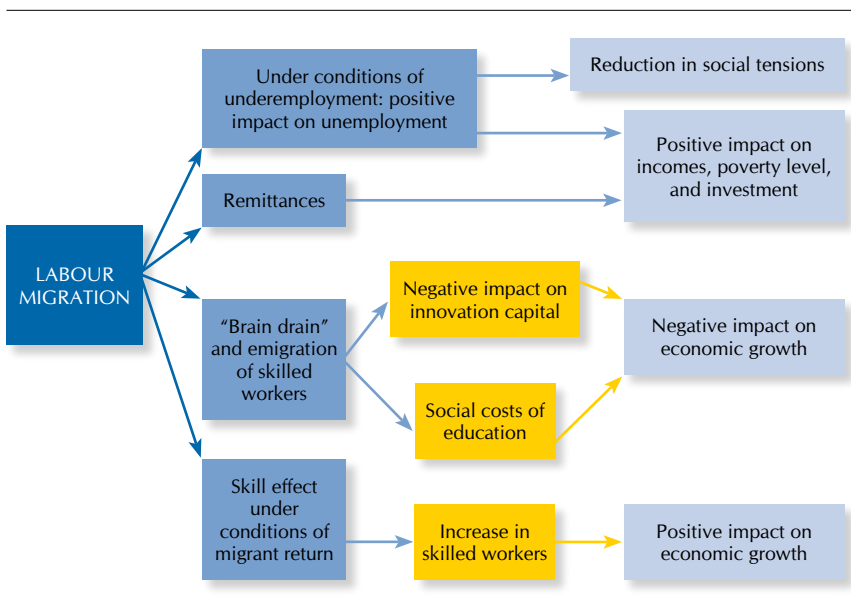 Under conditions of
underemployment: positive
impact on unemployment
Reduction in social tensions
Positive impact on
incomes, poverty level,
and investment
Remittances
LABOUR
MIGRATION
“Brain drain”
and emigration
of skilled
workers
Negative impact on
innovation capital
Social costs of
education
Negative impact on
economic growth
Skill effect
under
conditions of
migrant return
Increase in
skilled workers
Positive impact on
economic growth